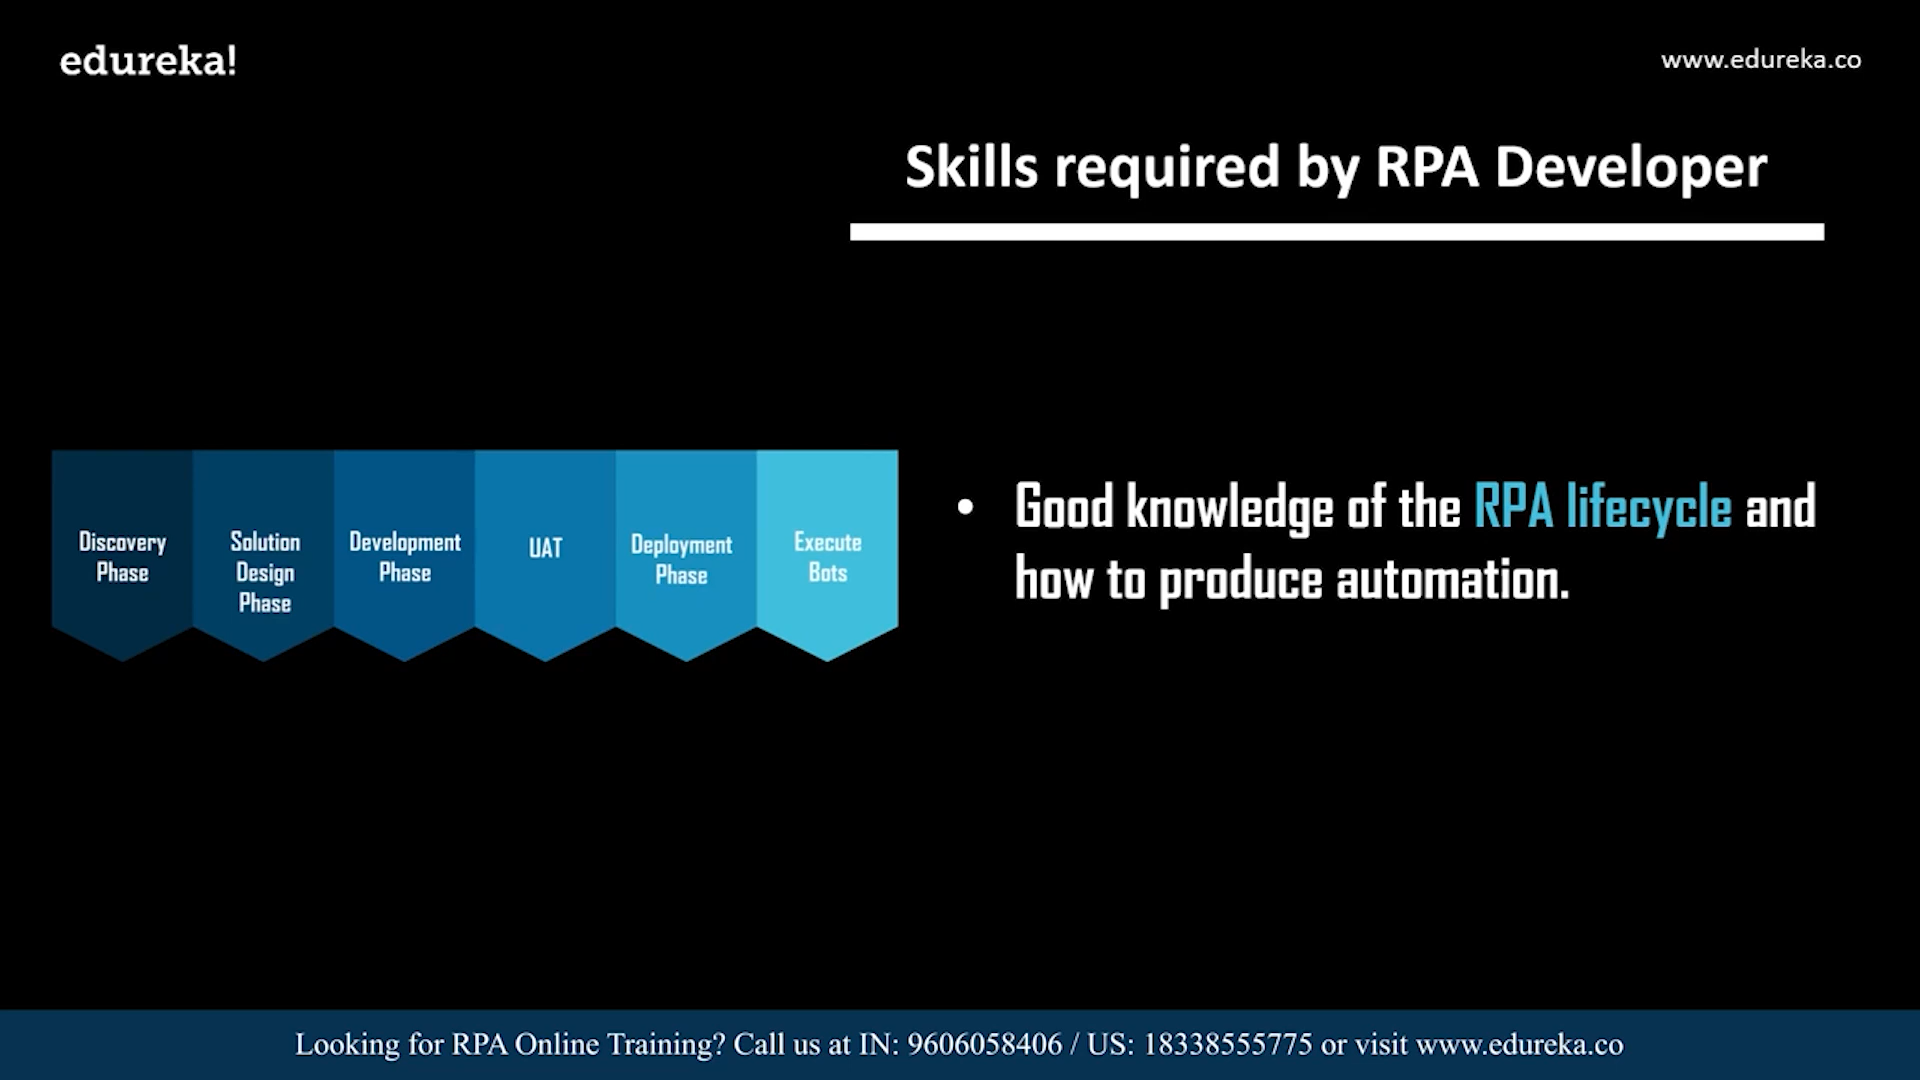 edureka!
www.edureka.co
Skills required by RPA Developer
Discovery
Phase
Solution
Design
Phase
Development
Phase
UAT
Deployment
Phase
Execute
Bots
• Good knowledge of the RPA lifecycle and
how to produce automation.
Looking for RPA Online Training? Call us at IN: 9606058406 / US: 18338555775 or visit www.edureka.co